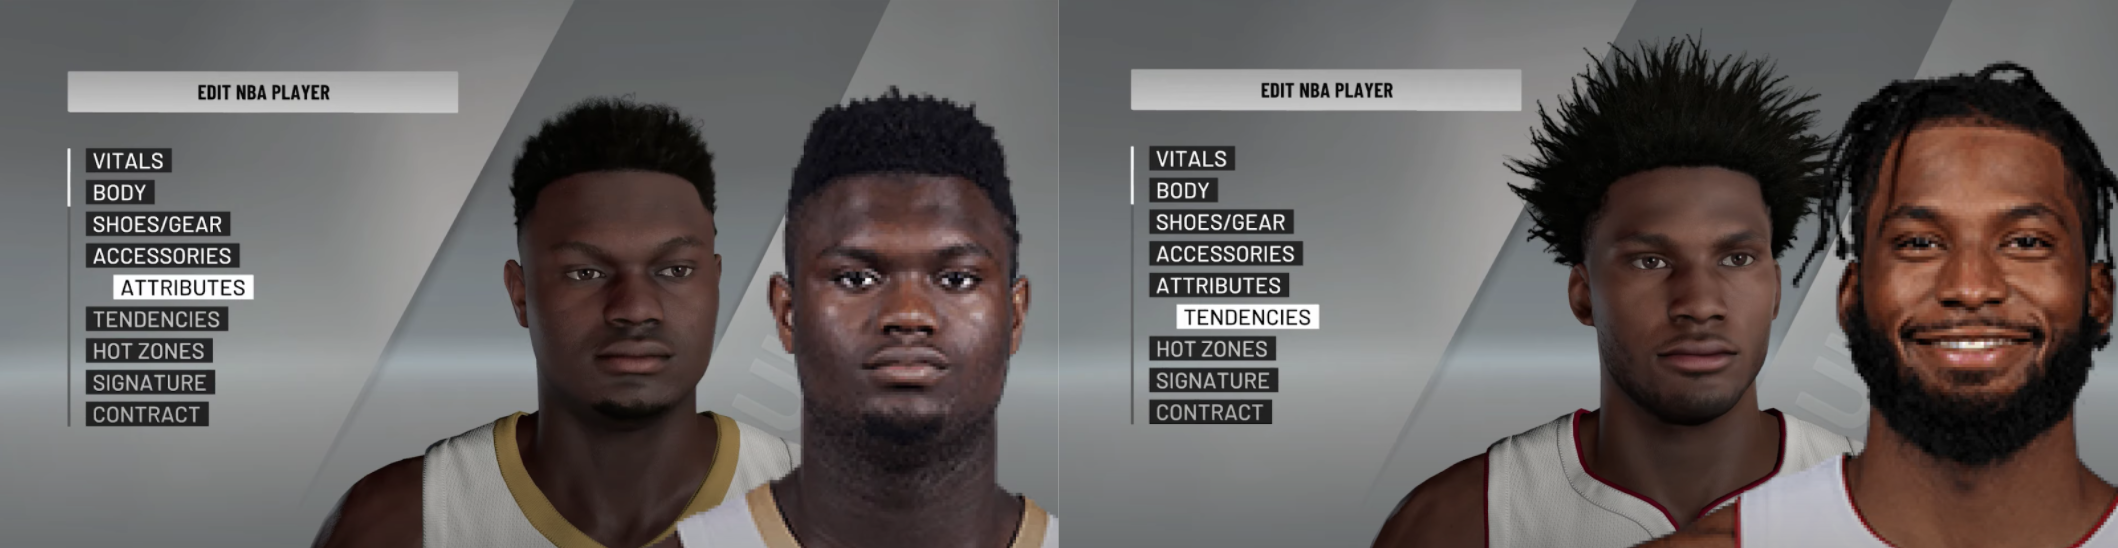 EDIT NBA PLAYER
VITALS
BODY
SHOES/GEAR
ACCESSORIES
ATTRIBUTES
TENDENCIES
HOT ZONES
SIGNATURE
CONTRACT
EDIT NBA PLAYER
VITALS
BODY
SHOES/GEAR
ACCESSORIES
ATTRIBUTES
TENDENCIES
HOT ZONES
SIGNATURE
CONTRACT